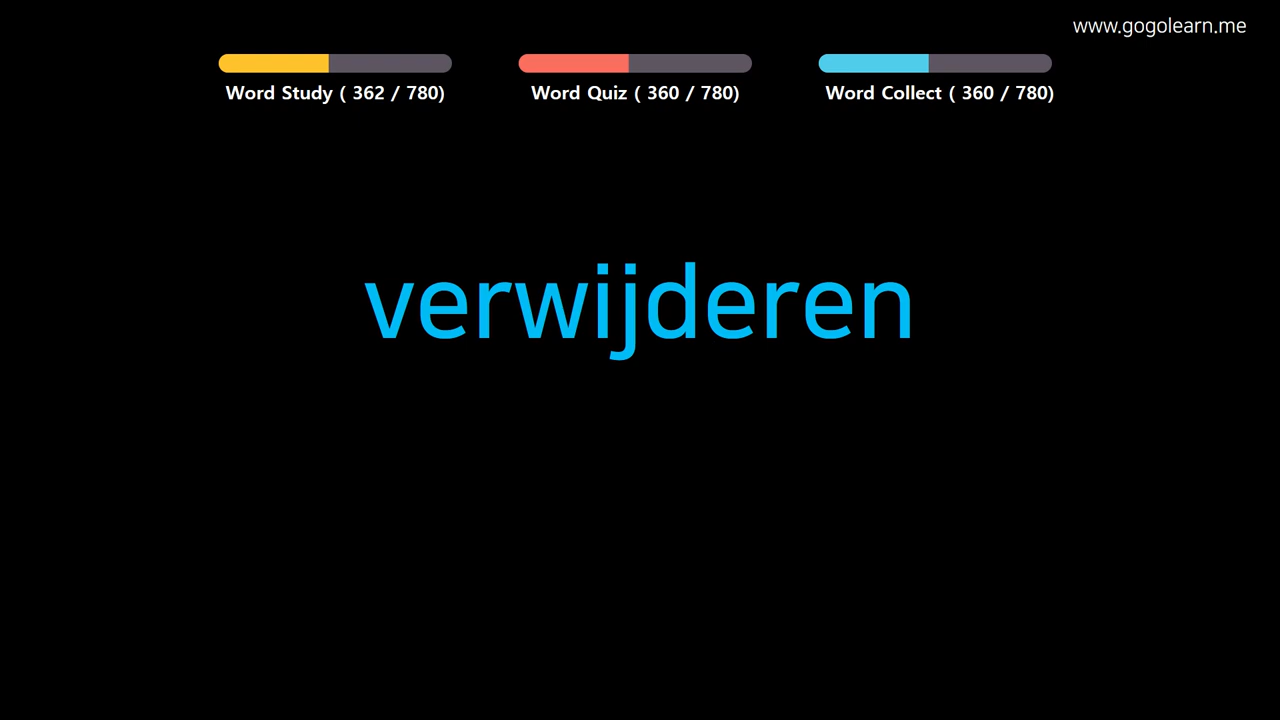 www.gogolearn.me
Word Study ( 362 / 780)
Word Quiz ( 360 / 780)
Word Collect ( 360 / 780)
verwijderen